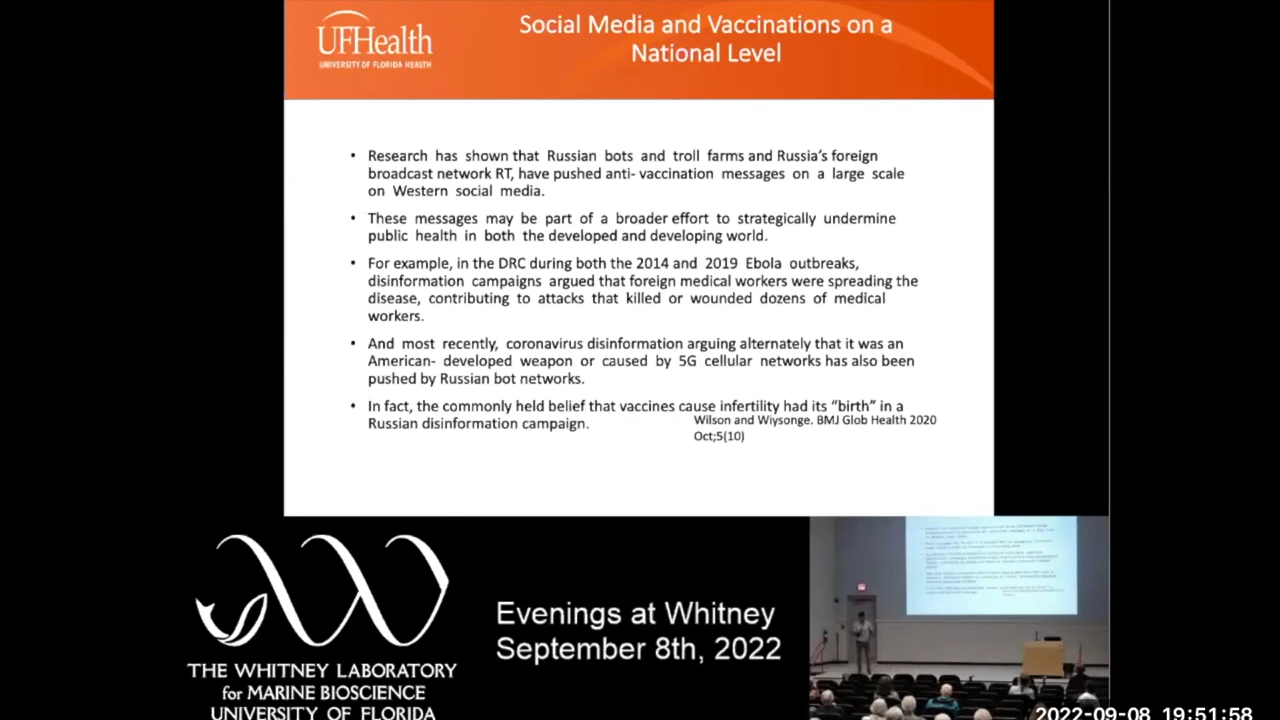 UFHealth
UNIVERSITY OF FLORIDA HEALTH
Social Media and Vaccinations on a
National Level
• Research has shown that Russian bots and troll farms and Russia's foreign
broadcast network RT, have pushed anti- vaccination messages on a large scale
on Western social media.
• These messages may be part of a broader effort to strategically undermine
public health in both the developed and developing world.
• For example, in the DRC during both the 2014 and 2019 Ebola outbreaks,
disinformation campaigns argued that foreign medical workers were spreading the
disease, contributing to attacks that killed or wounded dozens of medical
workers.
• And most recently, coronavirus disinformation arguing alternately that it was an
American- developed weapon or caused by 5G cellular networks has also been
pushed by Russian bot networks.
• In fact, the commonly held belief that vaccines cause infertility had its “birth” in a
Russian disinformation campaign.
Wilson and Wiysonge. BMJ Glob Health 2020
Oct;5(10)
THE WHITNEY LABORATORY
for MARINE BIOSCIENCE
UNIVERSITY OF FLORIDA
Evenings at Whitney
September 8th, 2022
2022-09-08 19:51:58